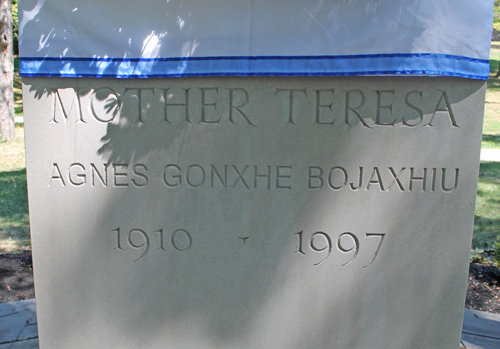 MOTHER TERESA
AGNES GONXHE BOJAXHIU
1910 - 1997